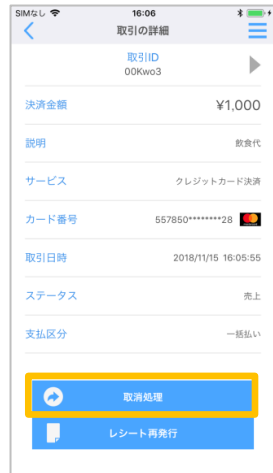 SIMなし 16:06
取引の詳細
取引ID
00Kwo3
決済金額 ¥1,000
説明 飲食代
サービス クレジットカード決済
カード番号 557850********28
取引日時 2018/11/15 16:05:55
ステータス 売上
支払区分 一括払い
取消処理
レシート再発行